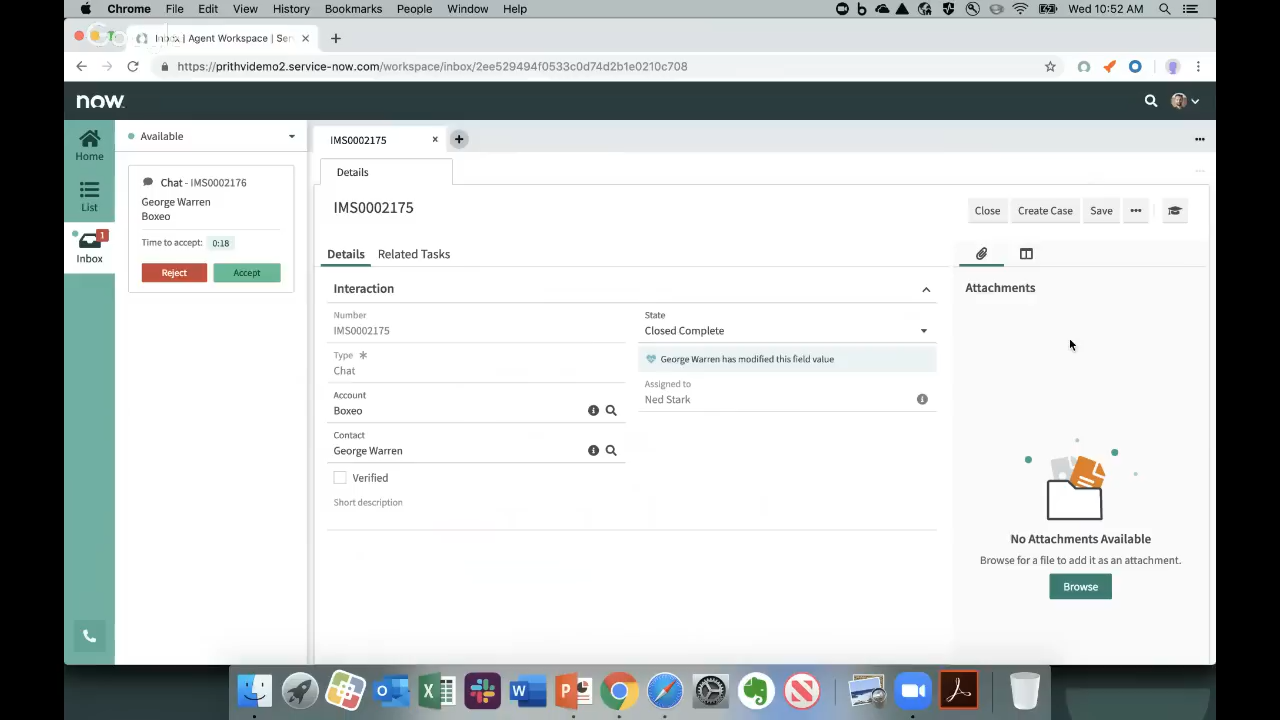 Chrome File Edit View History Bookmarks People Window Help Wed 10:52 AM
Inbox | Agent Workspace | Ser
https://prithvidemo2.service-now.com/workspace/inbox/2ee529494f0533c0d74d2b1e0210c708
now
Home
List
1
Inbox
Available
Chat - IMS0002176
George Warren
Boxeo
Time to accept: 0:18
Reject Accept
IMS0002175
Details
IMS0002175
Close Create Case Save
Details Related Tasks
Interaction
Number
IMS0002175
Type
Chat
Account
Boxeo
Contact
George Warren
Verified
Short description
State
Closed Complete
George Warren has modified this field value
Assigned to
Ned Stark
Attachments
No Attachments Available
Browse for a file to add it as an attachment.
Browse